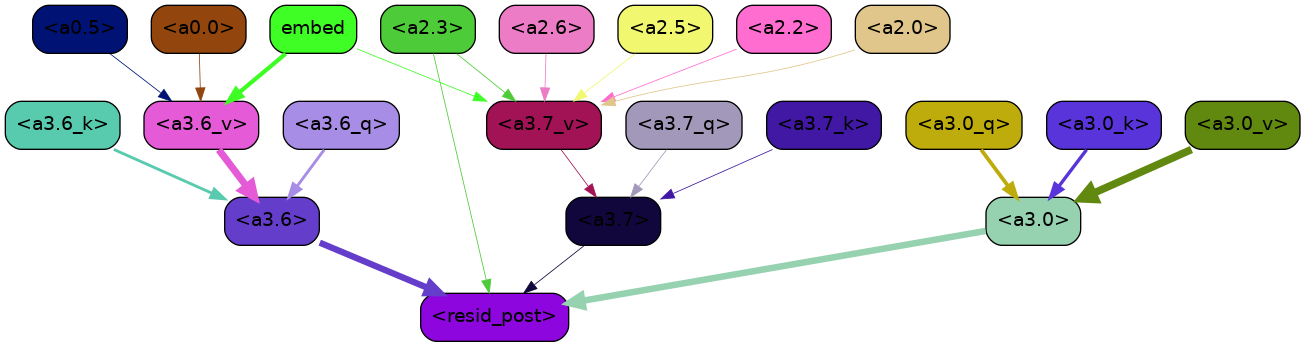 <a0.5> <a0.0> embed <a2.3> <a2.6> <a2.5> <a2.2> <a2.0>
<a3.6_k> <a3.6_v> <a3.6_q> <a3.7_v> <a3.7_q> <a3.7_k> <a3.0_q> <a3.0_k> <a3.0_v>
<a3.6> <a3.7> <a3.0>
<resid_post>